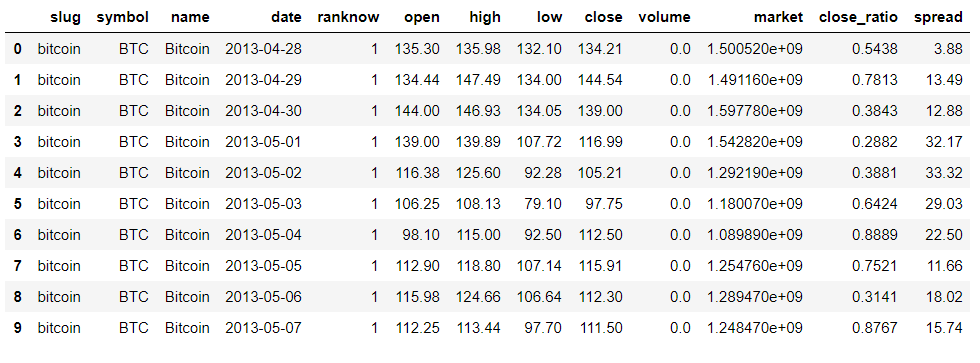 slug symbol name date ranknow open high low close volume market close_ratio spread
0 bitcoin BTC Bitcoin 2013-04-28 1 135.30 135.98 132.10 134.21 0.0 1.500520e+09 0.5438 3.88
1 bitcoin BTC Bitcoin 2013-04-29 1 134.44 147.49 134.00 144.54 0.0 1.491160e+09 0.7813 13.49
2 bitcoin BTC Bitcoin 2013-04-30 1 144.00 146.93 134.05 139.00 0.0 1.597780e+09 0.3843 12.88
3 bitcoin BTC Bitcoin 2013-05-01 1 139.00 139.89 107.72 116.99 0.0 1.542820e+09 0.2882 32.17
4 bitcoin BTC Bitcoin 2013-05-02 1 116.38 125.60 92.28 105.21 0.0 1.292190e+09 0.3881 33.32
5 bitcoin BTC Bitcoin 2013-05-03 1 106.25 108.13 79.10 97.75 0.0 1.180070e+09 0.6424 29.03
6 bitcoin BTC Bitcoin 2013-05-04 1 98.10 115.00 92.50 112.50 0.0 1.089890e+09 0.8889 22.50
7 bitcoin BTC Bitcoin 2013-05-05 1 112.90 118.80 107.14 115.91 0.0 1.254760e+09 0.7521 11.66
8 bitcoin BTC Bitcoin 2013-05-06 1 115.98 124.66 106.64 112.30 0.0 1.289470e+09 0.3141 18.02
9 bitcoin BTC Bitcoin 2013-05-07 1 112.25 113.44 97.70 111.50 0.0 1.248470e+09 0.8767 15.74